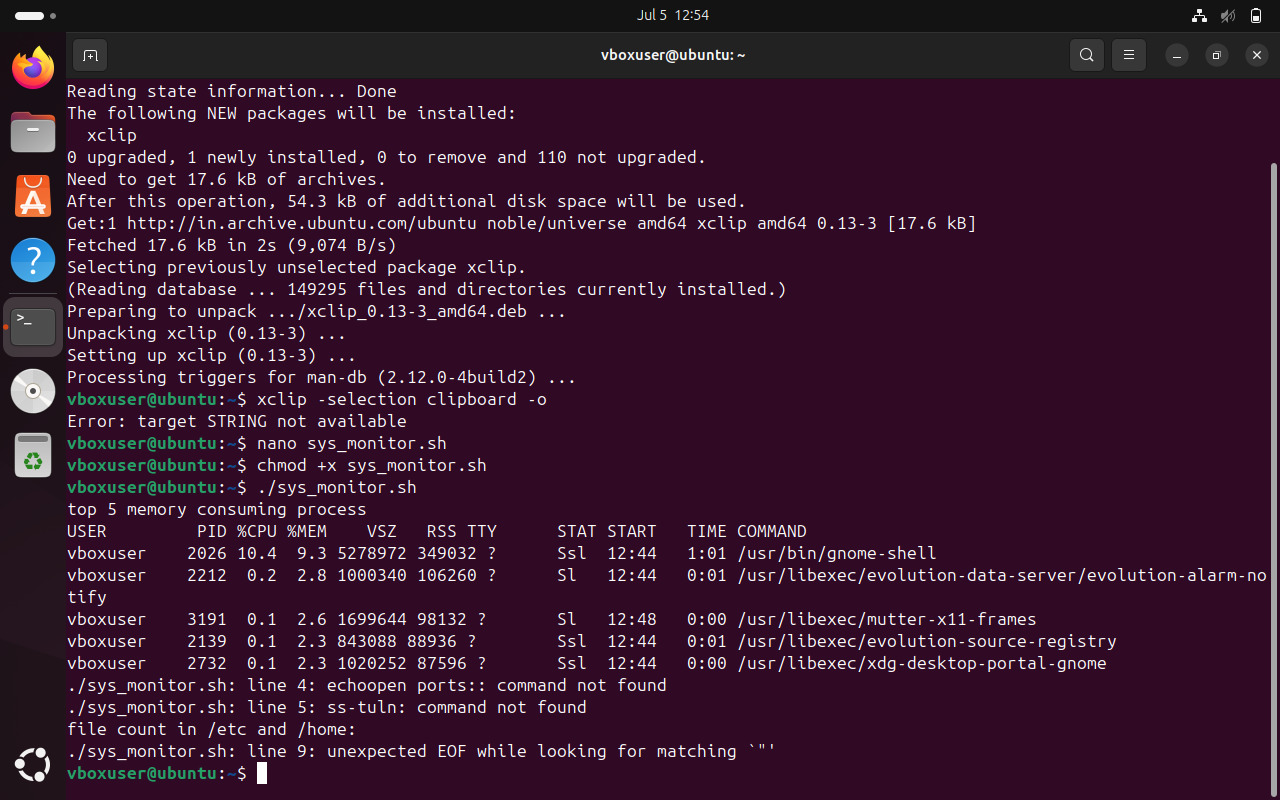 Jul 5 12:54
vboxuser@ubuntu: ~
Reading state information... Done
The following NEW packages will be installed:
  xclip
0 upgraded, 1 newly installed, 0 to remove and 110 not upgraded.
Need to get 17.6 kB of archives.
After this operation, 54.3 kB of additional disk space will be used.
Get:1 http://in.archive.ubuntu.com/ubuntu noble/universe amd64 xclip amd64 0.13-3 [17.6 kB]
Fetched 17.6 kB in 2s (9,074 B/s)
Selecting previously unselected package xclip.
(Reading database ... 149295 files and directories currently installed.)
Preparing to unpack .../xclip_0.13-3_amd64.deb ...
Unpacking xclip (0.13-3) ...
Setting up xclip (0.13-3) ...
Processing triggers for man-db (2.12.0-4build2) ...
vboxuser@ubuntu:~$ xclip -selection clipboard -o
Error: target STRING not available
vboxuser@ubuntu:~$ nano sys_monitor.sh
vboxuser@ubuntu:~$ chmod +x sys_monitor.sh
vboxuser@ubuntu:~$ ./sys_monitor.sh
top 5 memory consuming process
USER         PID %CPU %MEM    VSZ   RSS TTY      STAT START   TIME COMMAND
vboxuser    2026 10.4  9.3 5278972 349032 ?      Ssl  12:44   1:01 /usr/bin/gnome-shell
vboxuser    2212  0.2  2.8 1000340 106260 ?      Sl   12:44   0:01 /usr/libexec/evolution-data-server/evolution-alarm-no
tify
vboxuser    3191  0.1  2.6 1699644 98132 ?       Sl   12:48   0:00 /usr/libexec/mutter-x11-frames
vboxuser    2139  0.1  2.3 843088 88936 ?        Ssl  12:44   0:01 /usr/libexec/evolution-source-registry
vboxuser    2732  0.1  2.3 1020252 87596 ?       Ssl  12:44   0:00 /usr/libexec/xdg-desktop-portal-gnome
./sys_monitor.sh: line 4: echoopen ports:: command not found
./sys_monitor.sh: line 5: ss-tuln: command not found
file count in /etc and /home:
./sys_monitor.sh: line 9: unexpected EOF while looking for matching `"'
vboxuser@ubuntu:~$